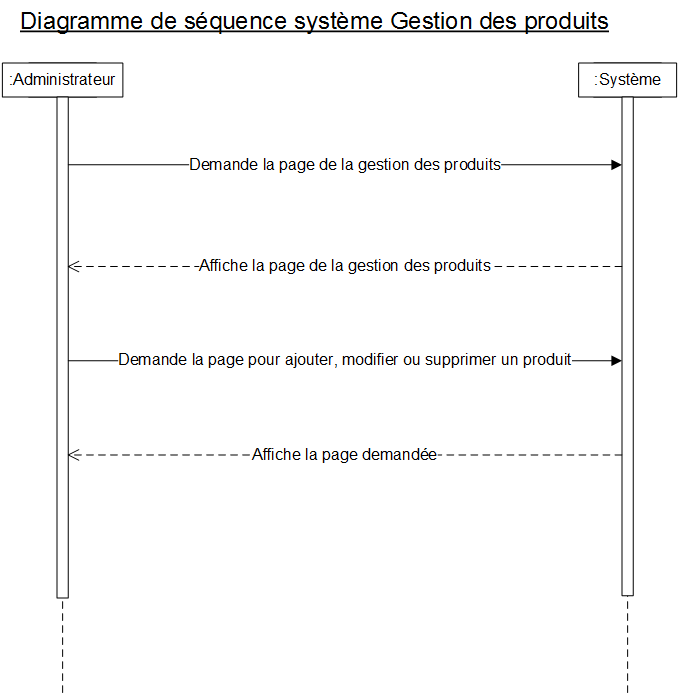 Diagramme de séquence système Gestion des produits
:Administrateur
:Système
Demande la page de la gestion des produits
Affiche la page de la gestion des produits
Demande la page pour ajouter, modifier ou supprimer un produit
Affiche la page demandée